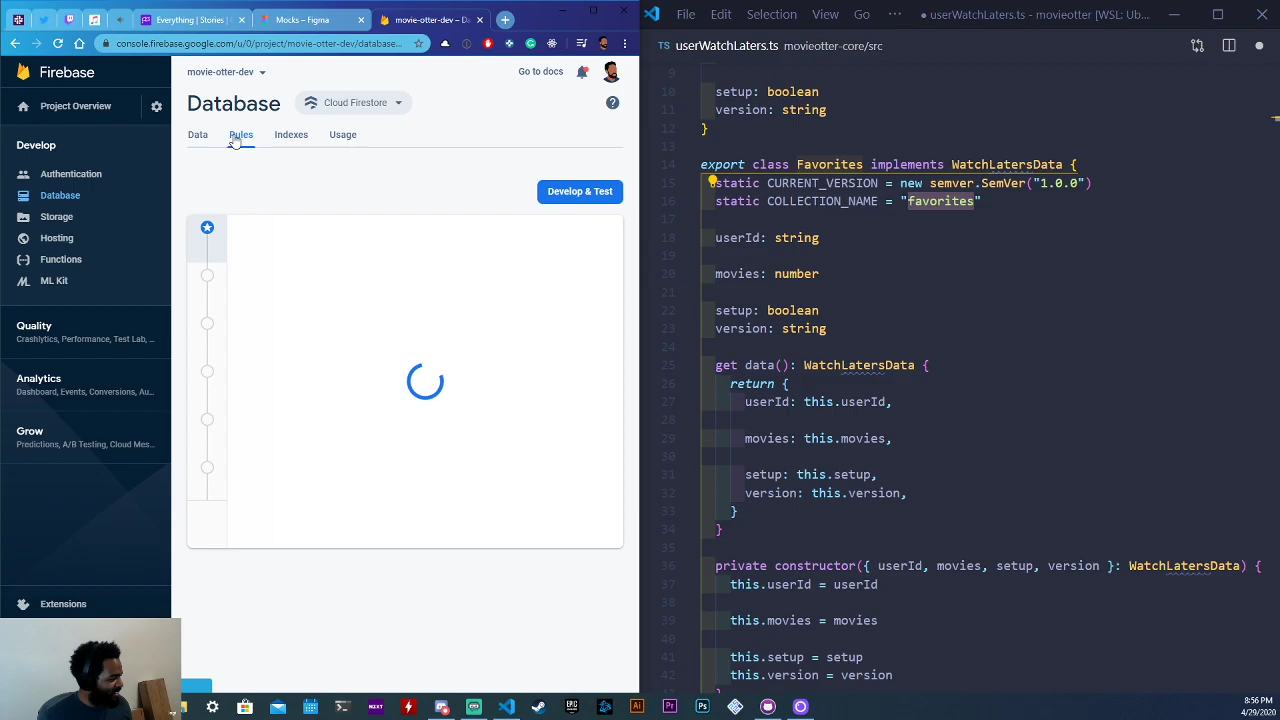 Everything | Stories |
Mocks – Figma
movie-otter-dev – Da
console.firebase.google.com/u/0/project/movie-otter-dev/database...
Firebase
Project Overview
Develop
Authentication
Database
Storage
Hosting
Functions
ML Kit
Quality
Crashlytics, Performance, Test Lab, ...
Analytics
Dashboard, Events, Conversions, Au...
Grow
Predictions, A/B Testing, Cloud Mes...
Extensions
movie-otter-dev
Go to docs
Database
Cloud Firestore
Data
Rules
Indexes
Usage
Develop & Test
File Edit Selection View Go ··· ● userWatchLaters.ts - movieotter [WSL: Ub...
TS userWatchLaters.ts movieotter-core/src
9
10 setup: boolean
11 version: string
12 }
13
14 export class Favorites implements WatchLatersData {
15 static CURRENT_VERSION = new semver.SemVer("1.0.0")
16 static COLLECTION_NAME = "favorites"
17
18 userId: string
19
20 movies: number
21
22 setup: boolean
23 version: string
24
25 get data(): WatchLatersData {
26 return {
27 userId: this.userId,
28
29 movies: this.movies,
30
31 setup: this.setup,
32 version: this.version,
33 }
34 }
35
36 private constructor({ userId, movies, setup, version }: WatchLatersData) {
37 this.userId = userId
38
39 this.movies = movies
40
41 this.setup = setup
42 this.version = version
NXT
Ai
Pr
Ps
8:56 PM
4/29/2020